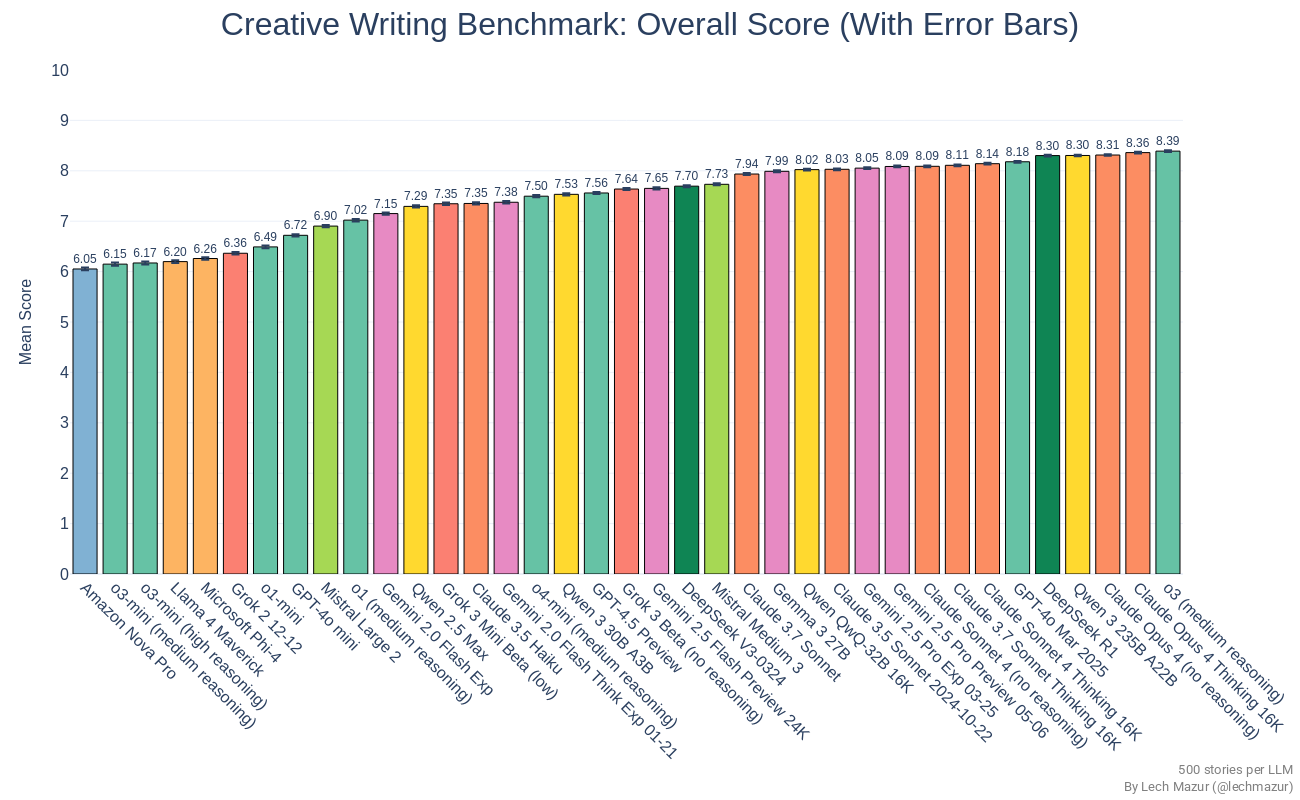 Creative Writing Benchmark: Overall Score (With Error Bars)
10
9
8
7
6
5
4
3
2
1
0
Mean Score
6.05
6.15
6.17
6.20
6.26
6.36
6.49
6.72
6.90
7.02
7.15
7.29
7.35
7.35
7.38
7.50
7.53
7.56
7.64
7.65
7.70
7.73
7.94
7.99
8.02
8.03
8.05
8.09
8.09
8.11
8.14
8.18
8.30
8.30
8.31
8.36
8.39
Amazon Nova Pro
o3-mini (medium reasoning)
o3-mini (high reasoning)
Llama 4 Maverick
Microsoft Phi-4
Grok 2 12-12
o1-mini
GPT-4o mini
Mistral Large 2
o1 (medium reasoning)
Gemini 2.0 Flash Exp
Qwen 2.5 Max
Grok 3 Mini Beta (low)
Claude 3.5 Haiku
Gemini 2.0 Flash Think Exp 01-21
o4-mini (medium reasoning)
Qwen 3 30B A3B
GPT-4.5 Preview
Grok 3 Beta (no reasoning)
Gemini 2.5 Flash Preview 24K
DeepSeek V3-0324
Mistral Medium 3
Claude 3.7 Sonnet
Gemma 3 27B
Qwen QwQ-32B 16K
Claude 3.5 Sonnet 2024-10-22
Gemini 2.5 Pro Exp 03-25
Gemini 2.5 Pro Preview 05-06
Claude Sonnet 4 (no reasoning)
Claude 3.7 Sonnet Thinking 16K
Claude Sonnet 4 Thinking 16K
GPT-4o Mar 2025
DeepSeek R1
Qwen 3 235B A22B
Claude Opus 4 (no reasoning)
Claude Opus 4 Thinking 16K
o3 (medium reasoning)
500 stories per LLM
By Lech Mazur (@lechmazur)